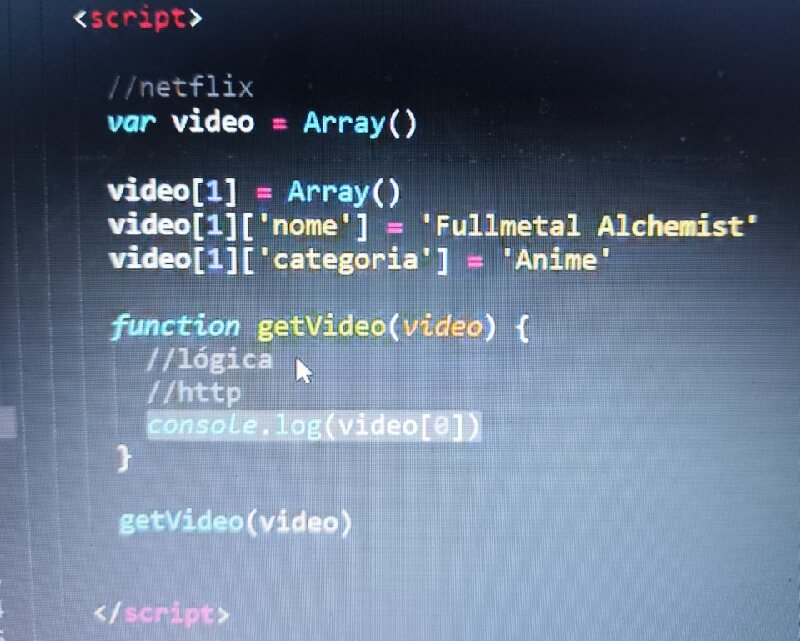 <script>
//netflix
var video = Array()
video[1] = Array()
video[1]['nome'] = 'Fullmetal Alchemist'
video[1]['categoria'] = 'Anime'
function getVideo(video) {
//lógica
//http
console.log(video[0])
}
getVideo(video)
</script>